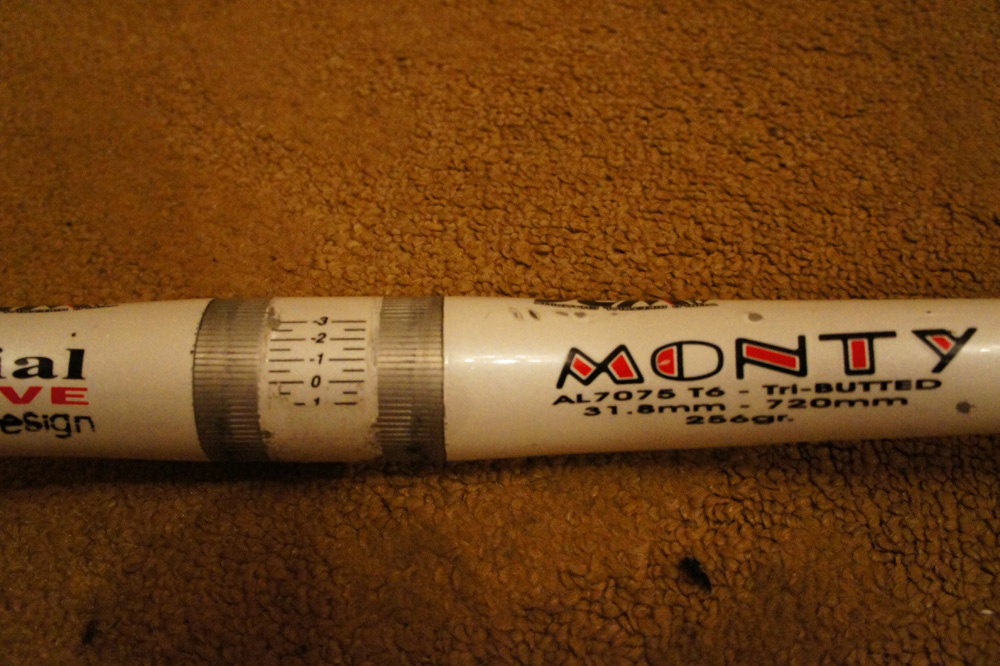 ial
VE
esign
-3
-2
-1
0
1
MONTY
AL7075 T6 - Tri-BUTTED
31.8mm - 720mm
256gr.